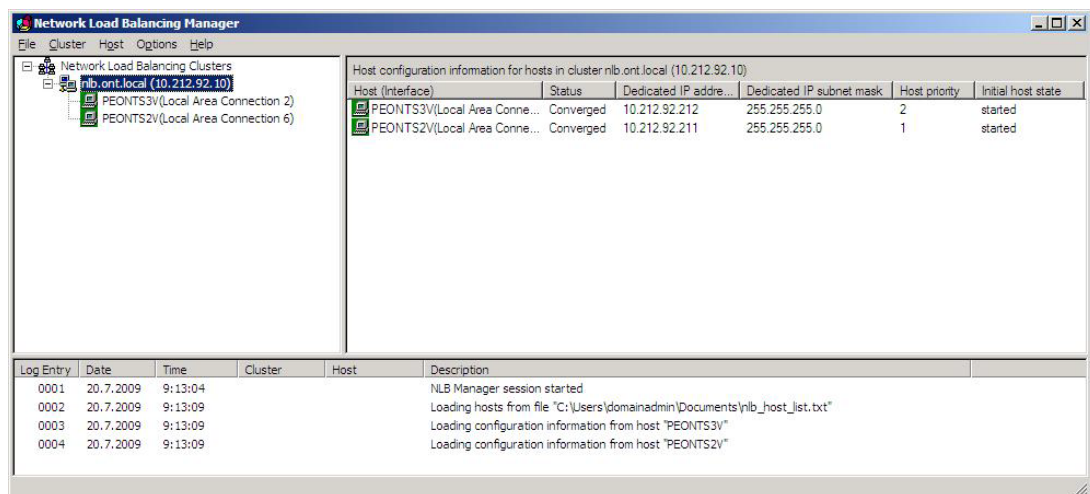 Network Load Balancing Manager
File Cluster Host Options Help
Network Load Balancing Clusters
nlb.ont.local (10.212.92.10)
PEONTS3V(Local Area Connection 2)
PEONTS2V(Local Area Connection 6)
Host configuration information for hosts in cluster nlb.ont.local (10.212.92.10)
Host (Interface) Status Dedicated IP addre... Dedicated IP subnet mask Host priority Initial host state
PEONTS3V(Local Area Conne... Converged 10.212.92.212 255.255.255.0 2 started
PEONTS2V(Local Area Conne... Converged 10.212.92.211 255.255.255.0 1 started
Log Entry Date Time Cluster Host Description
0001 20.7.2009 9:13:04 NLB Manager session started
0002 20.7.2009 9:13:09 Loading hosts from file "C:\Users\domainadmin\Documents\nlb_host_list.txt"
0003 20.7.2009 9:13:09 Loading configuration information from host "PEONTS3V"
0004 20.7.2009 9:13:09 Loading configuration information from host "PEONTS2V"